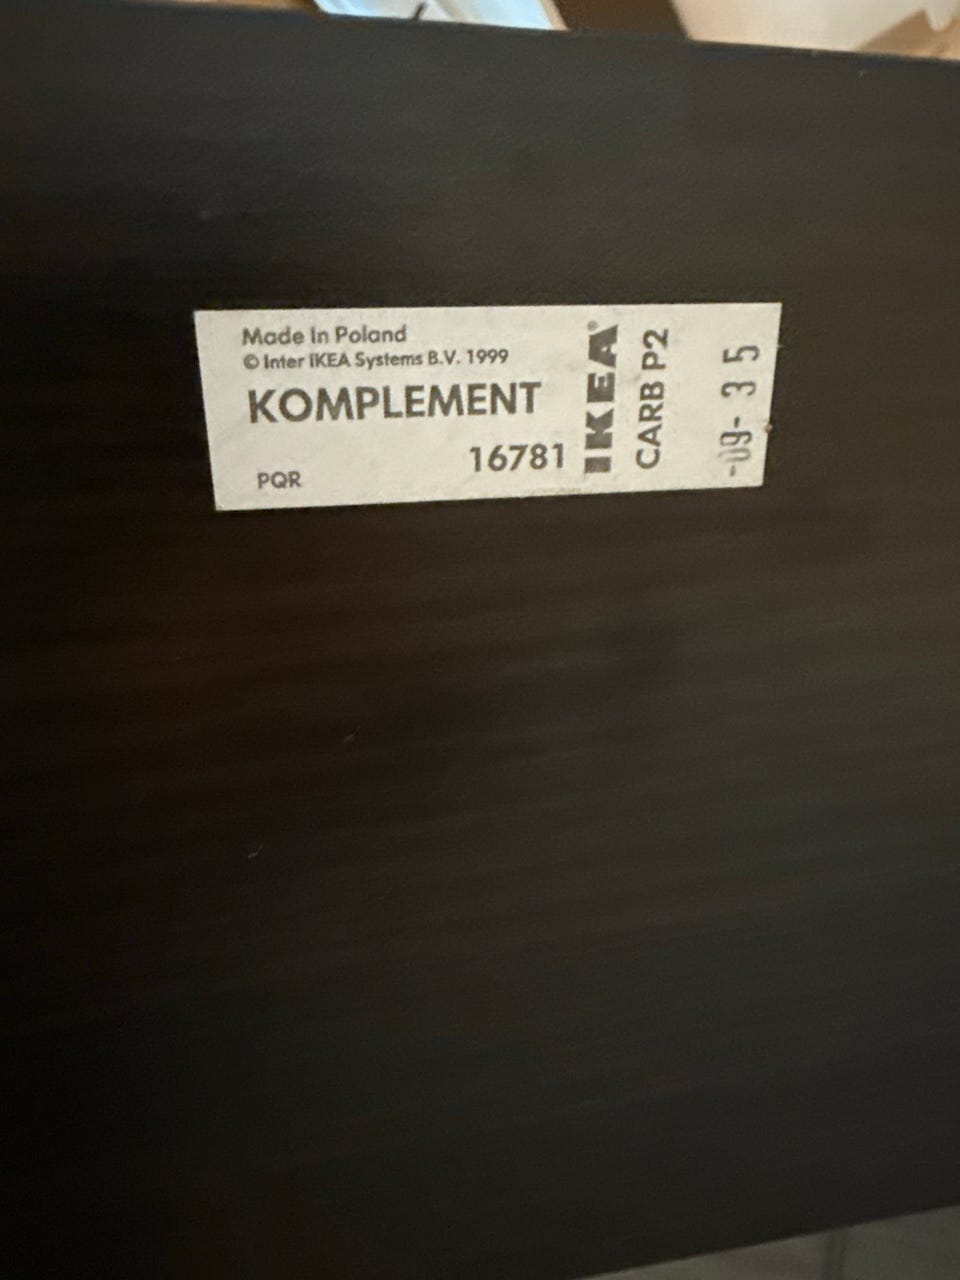 Made In Poland
© Inter IKEA Systems B.V. 1999
KOMPLEMENT
16781
PQR
IKEA®
CARB P2
-09- 35